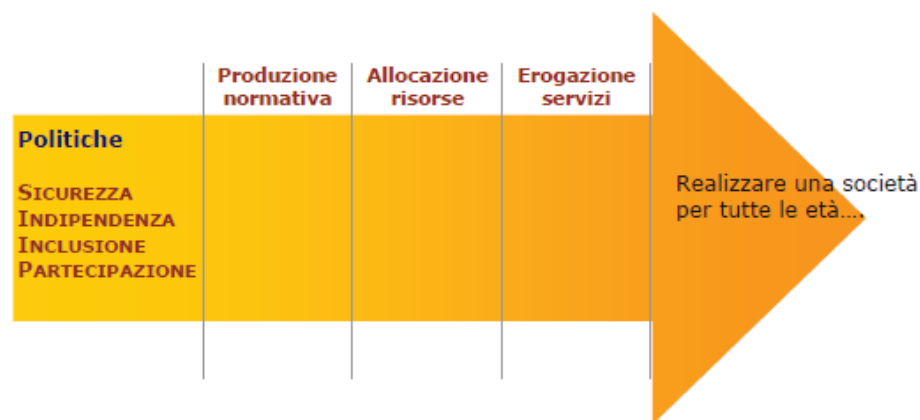 Produzione
normativa
Allocazione
risorse
Erogazione
servizi
Politiche
SICUREZZA
INDIPENDENZA
INCLUSIONE
PARTECIPAZIONE
Realizzare una società
per tutte le età....